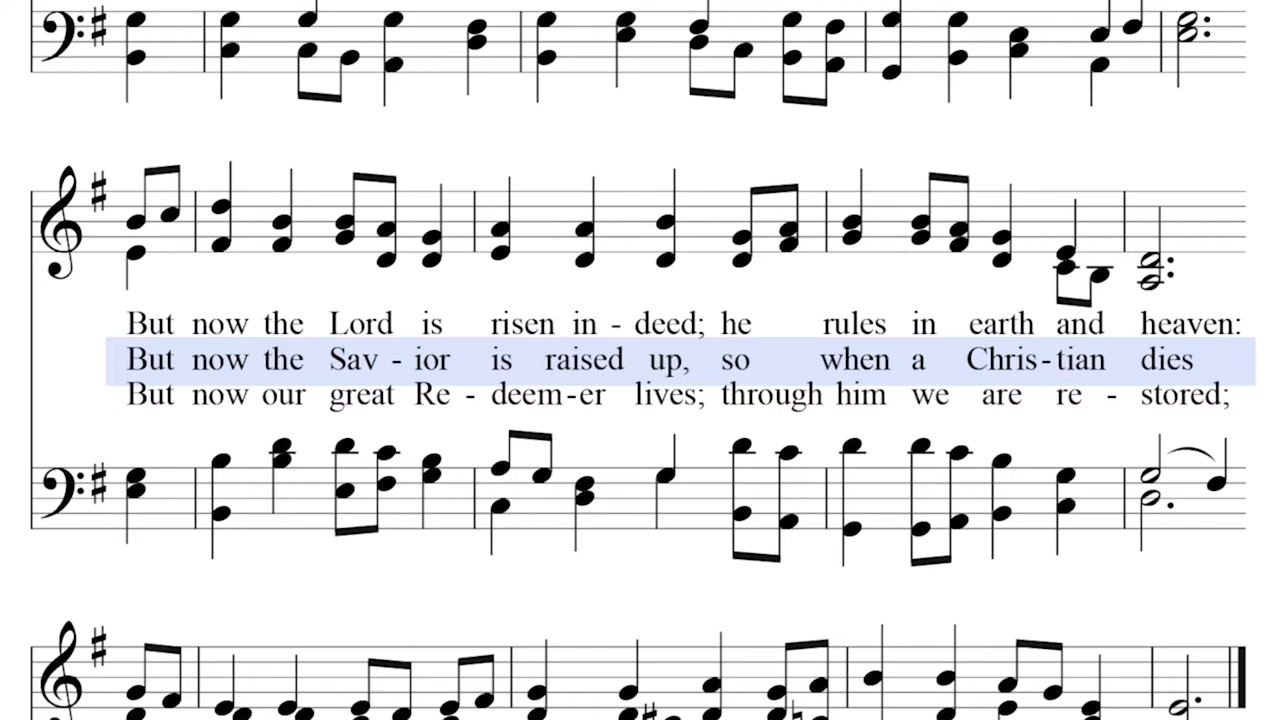 But now the Lord is risen in - deed; he rules in earth and heaven:
But now the Sav - ior is raised up, so when a Chris - tian dies
But now our great Re - deem - er lives; through him we are re - stored;